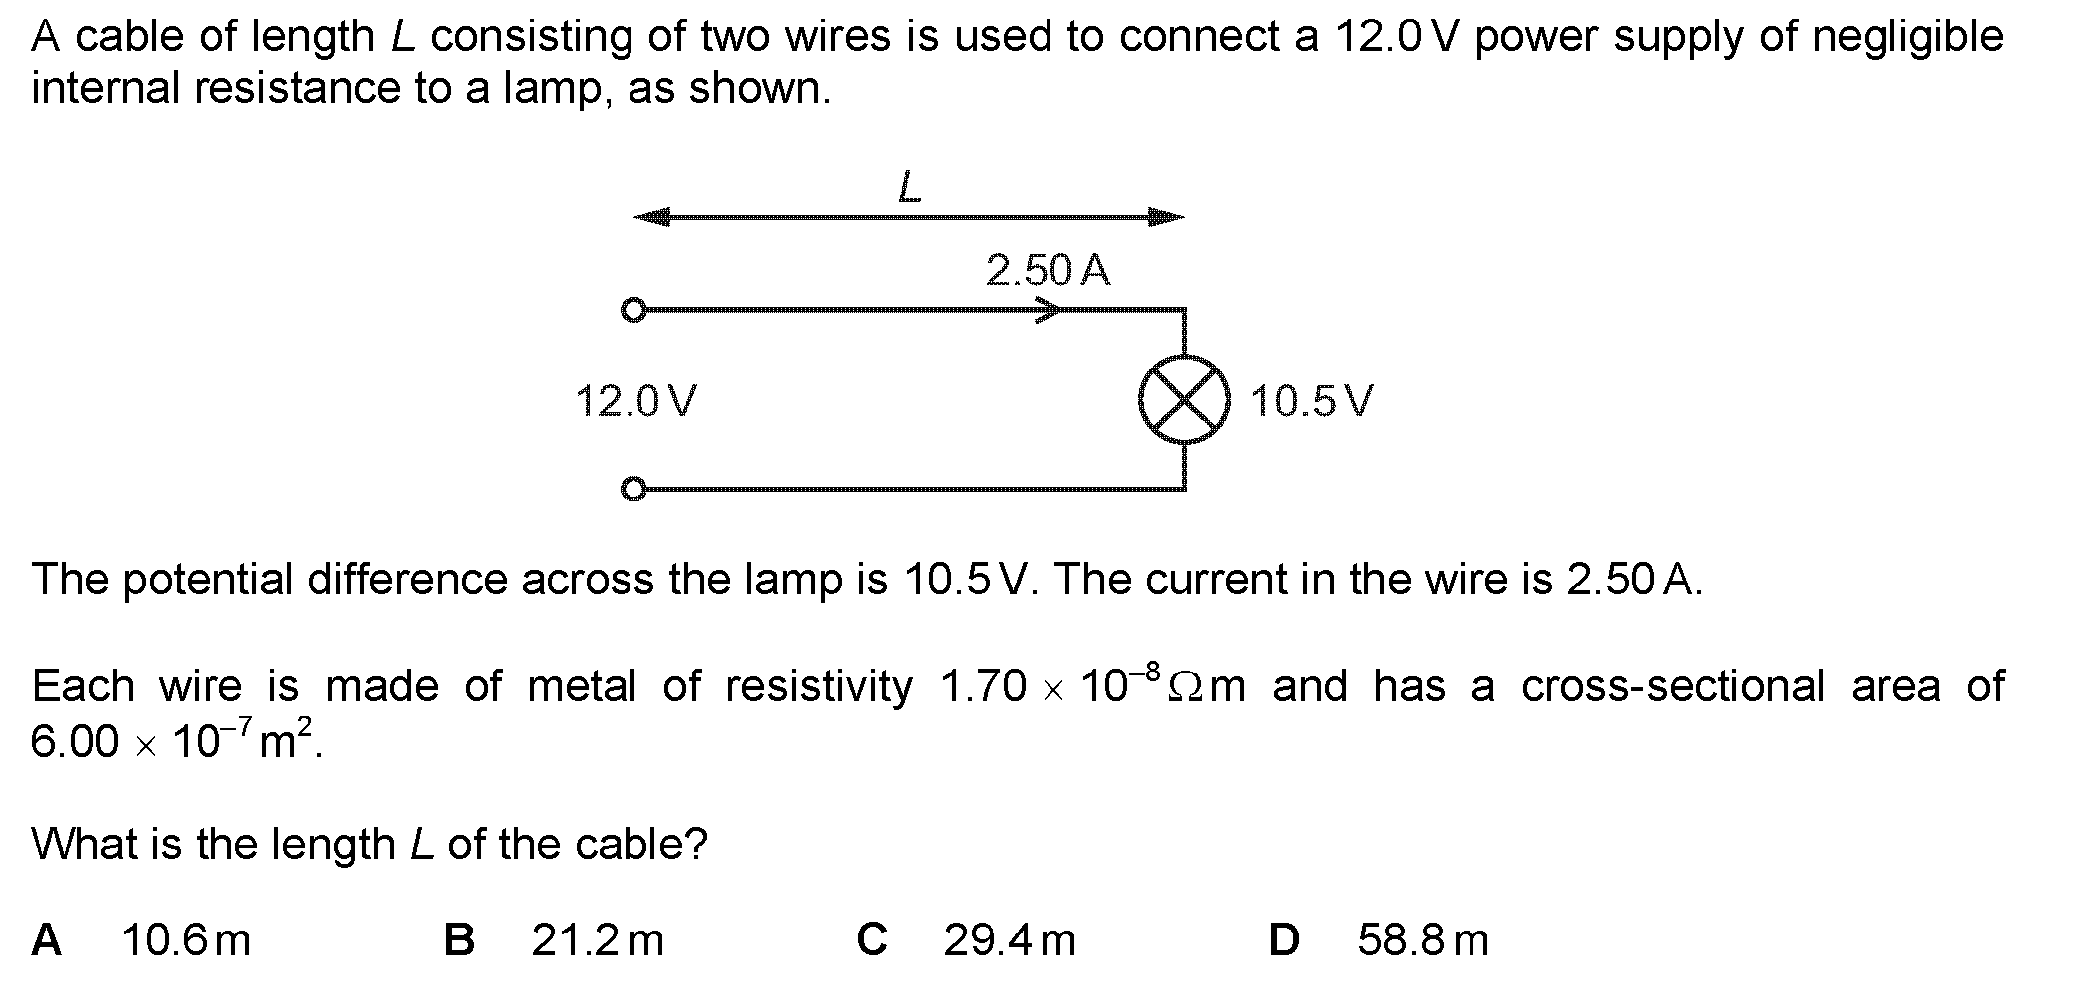 A cable of length L consisting of two wires is used to connect a 12.0 V power supply of negligible
internal resistance to a lamp, as shown.
L
2.50 A
12.0 V
10.5 V
The potential difference across the lamp is 10.5 V. The current in the wire is 2.50 A.
Each wire is made of metal of resistivity 1.70 × 10⁻⁸ Ω m and has a cross-sectional area of
6.00 × 10⁻⁷ m².
What is the length L of the cable?
A 10.6 m B 21.2 m C 29.4 m D 58.8 m